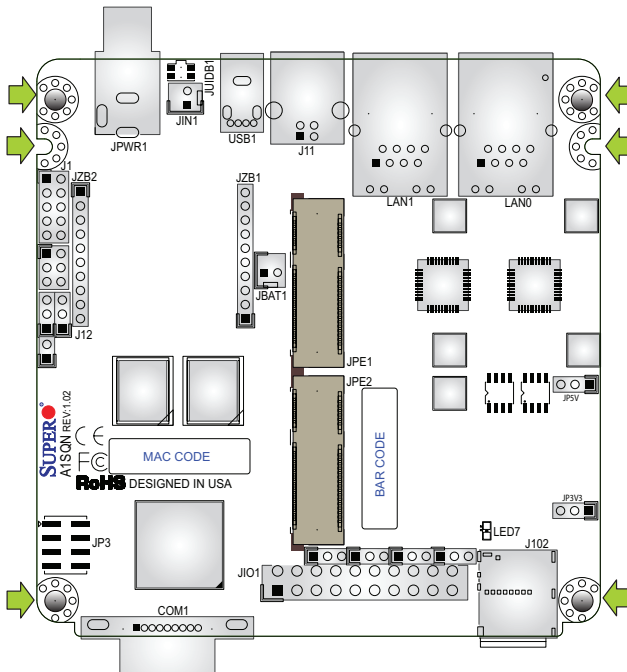 JUIDB1
JPWR1
JIN1
USB1
J11
LAN1
LAN0
J1
JZB2
JZB1
JBAT1
J12
JPE1
JPE2
JP5V
SUPER
A1SQN REV:1.02
CE
FC
MAC CODE
RoHS DESIGNED IN USA
BAR CODE
JP3V3
LED7
JP3
J102
JIO1
COM1